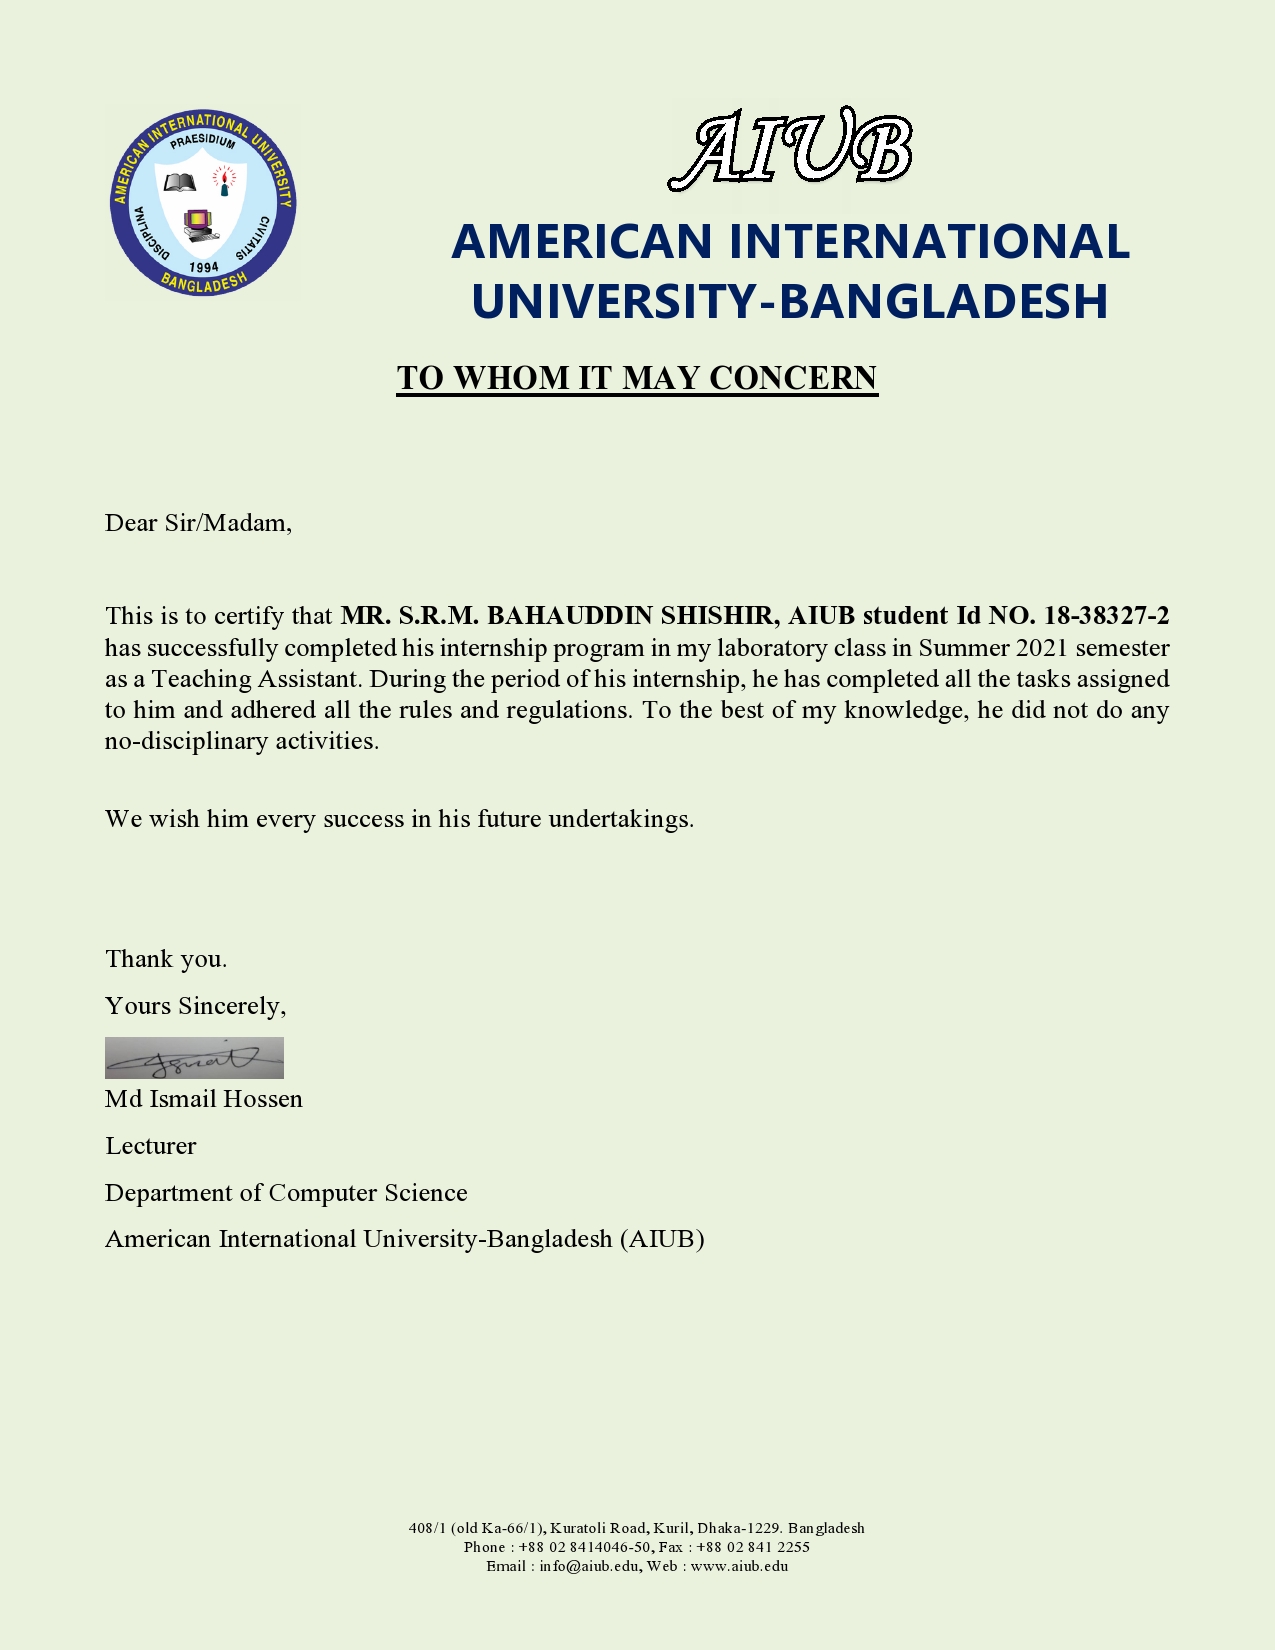 AMERICAN INTERNATIONAL UNIVERSITY
PRAESIDIUM
DISCIPLINA
CIVITATIS
1994
BANGLADESH
AIUB
AMERICAN INTERNATIONAL
UNIVERSITY-BANGLADESH
TO WHOM IT MAY CONCERN
Dear Sir/Madam,
This is to certify that MR. S.R.M. BAHAUDDIN SHISHIR, AIUB student Id NO. 18-38327-2
has successfully completed his internship program in my laboratory class in Summer 2021 semester
as a Teaching Assistant. During the period of his internship, he has completed all the tasks assigned
to him and adhered all the rules and regulations. To the best of my knowledge, he did not do any
no-disciplinary activities.
We wish him every success in his future undertakings.
Thank you.
Yours Sincerely,
Ismail
Md Ismail Hossen
Lecturer
Department of Computer Science
American International University-Bangladesh (AIUB)
408/1 (old Ka-66/1), Kuratoli Road, Kuril, Dhaka-1229. Bangladesh
Phone : +88 02 8414046-50, Fax : +88 02 841 2255
Email : info@aiub.edu, Web : www.aiub.edu